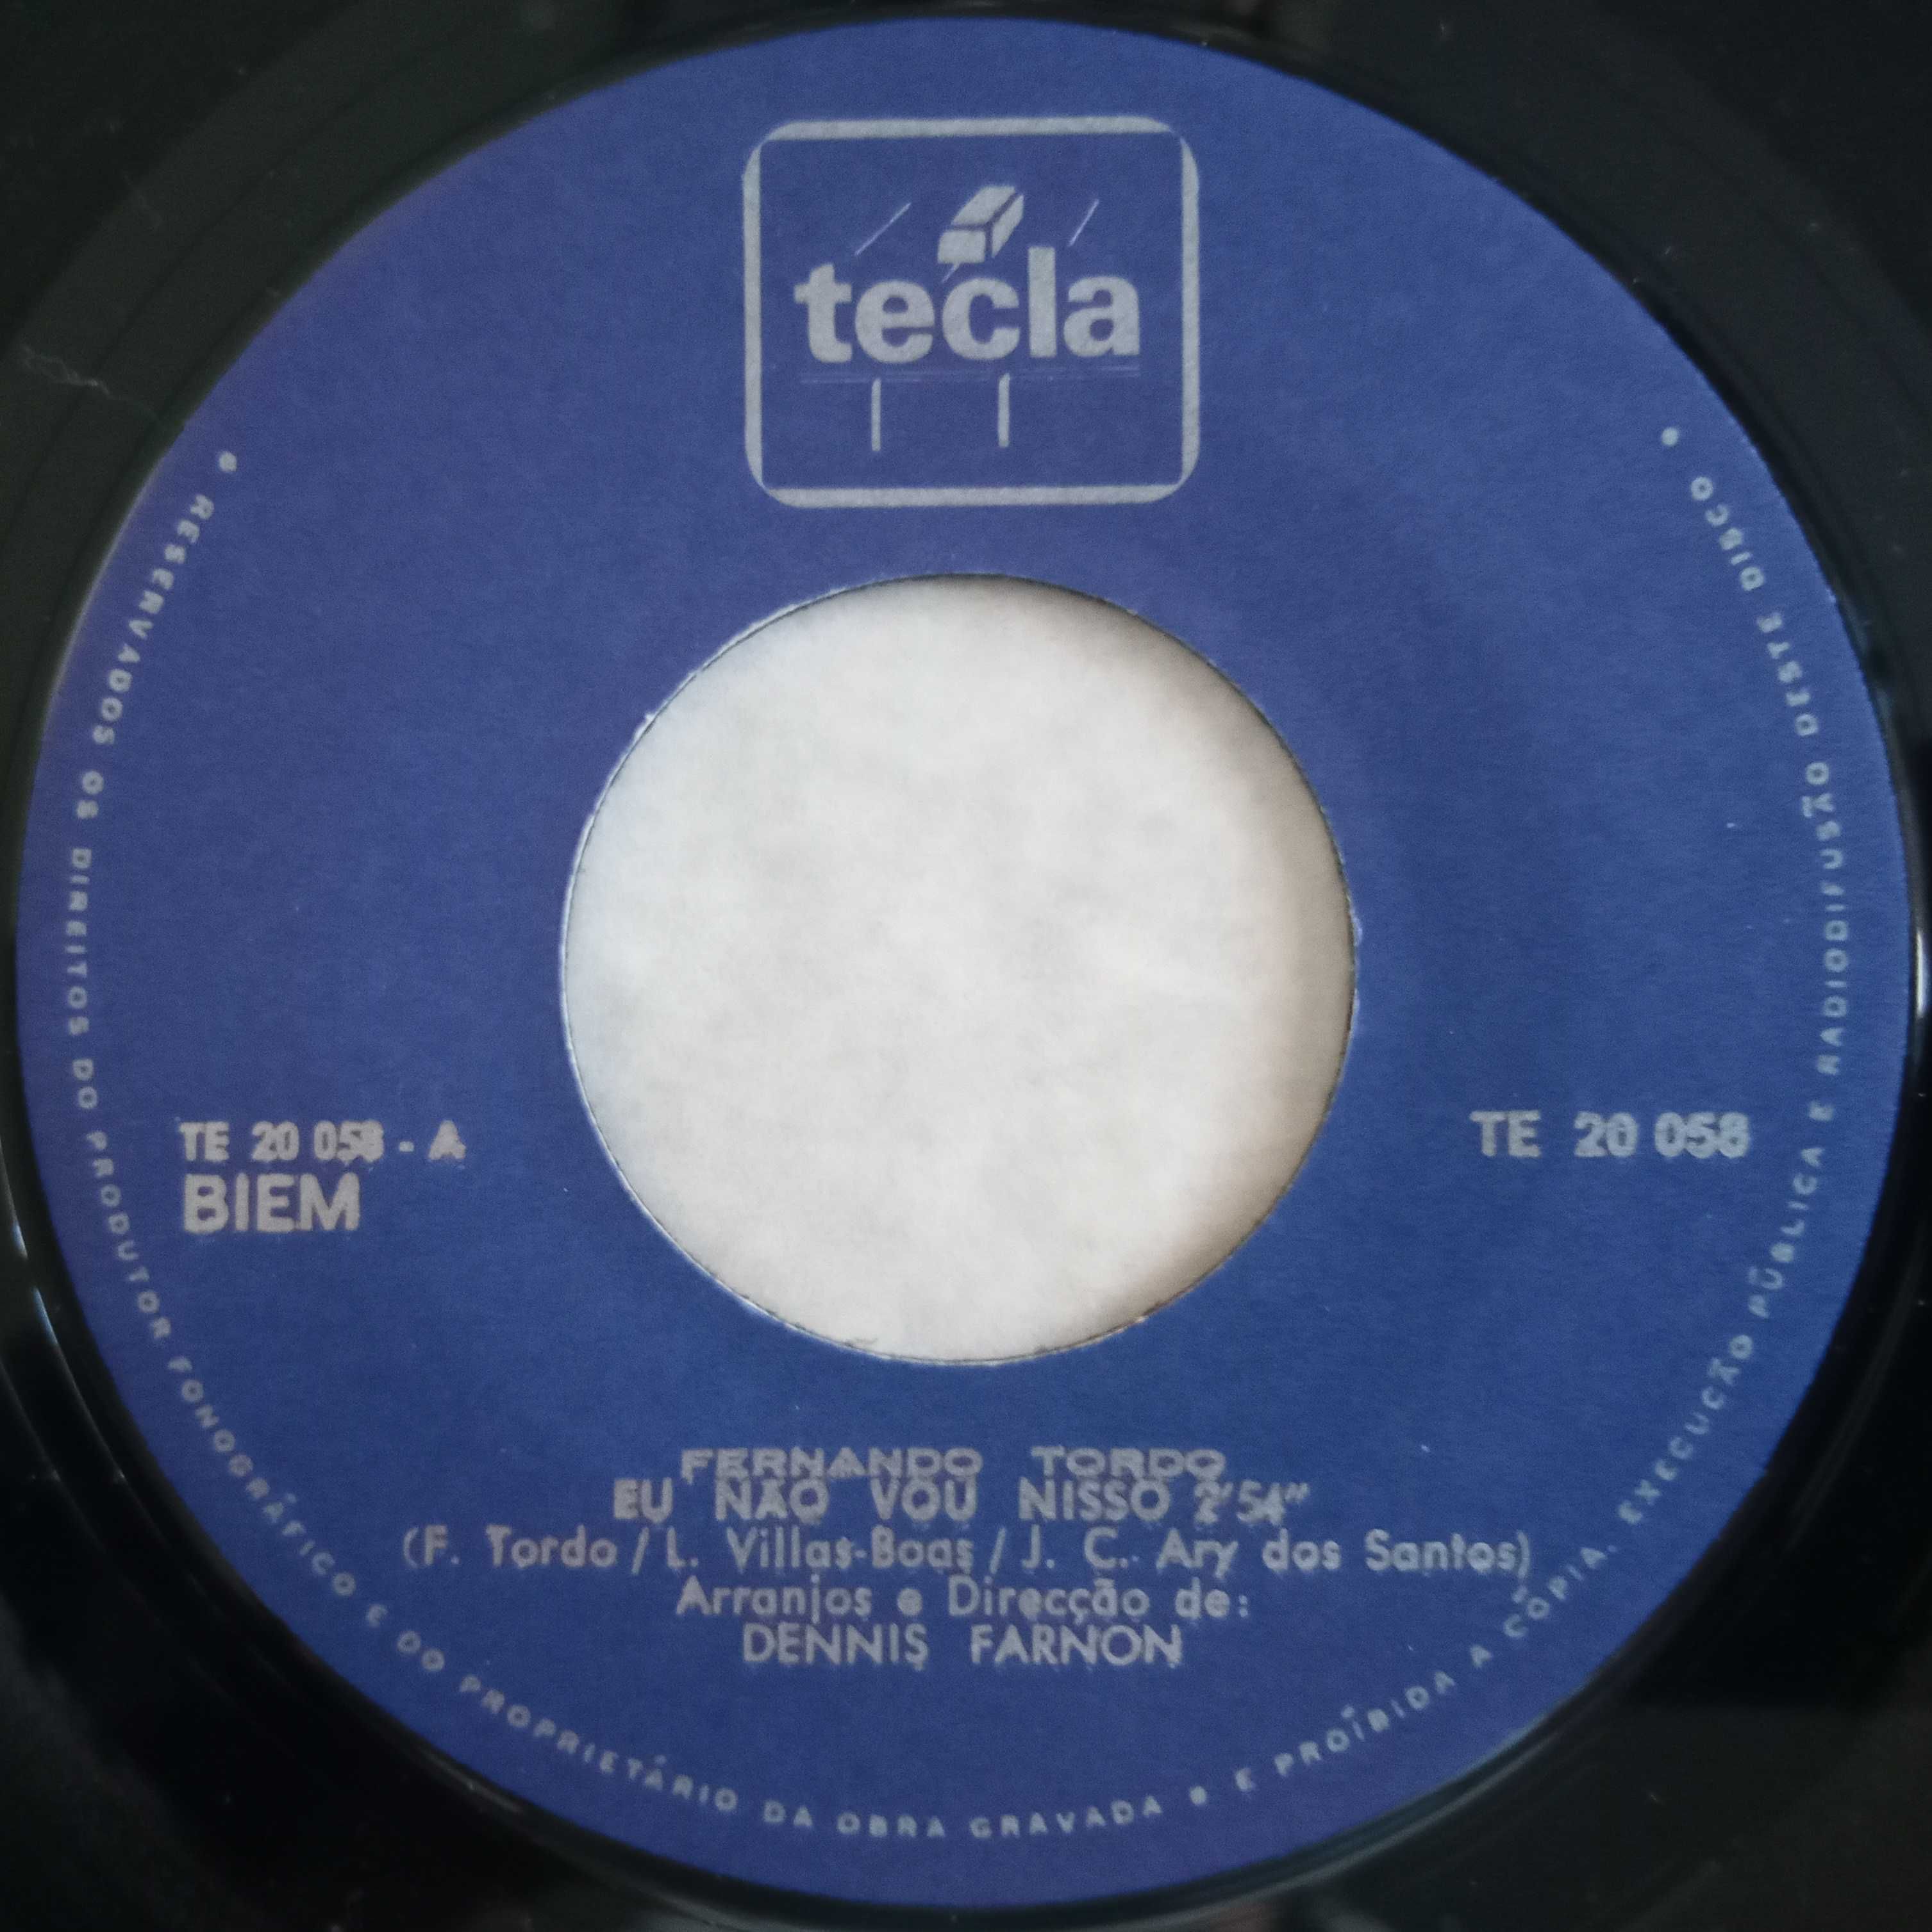 tecla
TE 20 058 - A
BIEM
TE 20 058
FERNANDO TORDO
EU NÃO VOU NISSO 2'54"
(F. Tordo / L. Villas-Boas / J. C. Ary dos Santos)
Arranjos e Direcção de:
DENNIS FARNON
• RESERVADOS OS DIREITOS DO PRODUTOR FONOGRÁFICO E DO PROPRIETÁRIO DA OBRA GRAVADA • E PROÍBIDA A CÓPIA, EXECUCÃO PÚBLICA E RADIODIFUSÃO DESTE DISCO •